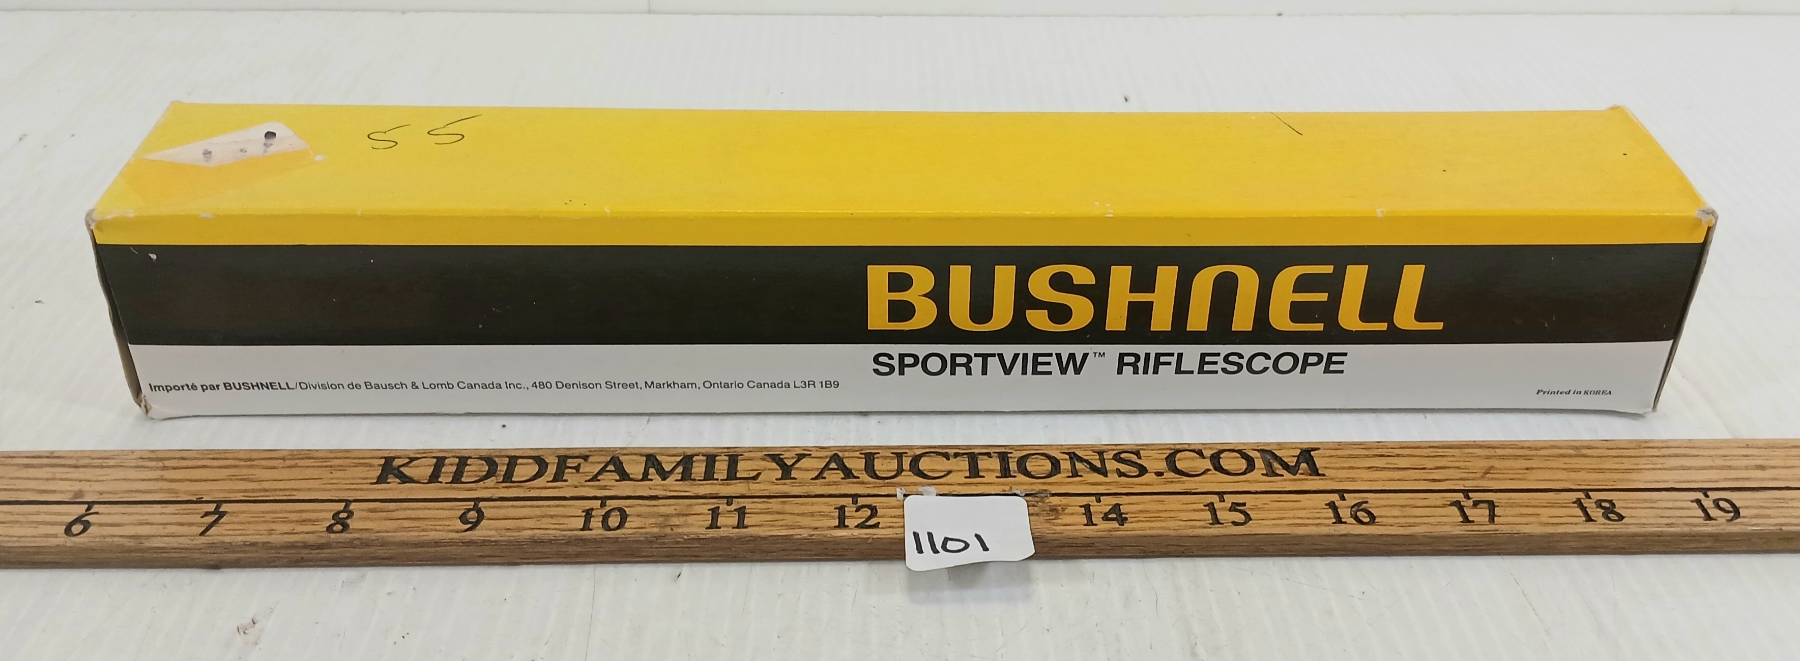 55
BUSHNELL
SPORTVIEW™ RIFLESCOPE
Importé par BUSHNELL/Division de Bausch & Lomb Canada Inc., 480 Denison Street, Markham, Ontario Canada L3R 1B9
Printed in KOREA
KIDDFAMILYAUCTIONS.COM
6 7 8 9 10 11 12 14 15 16 17 18 19
1101